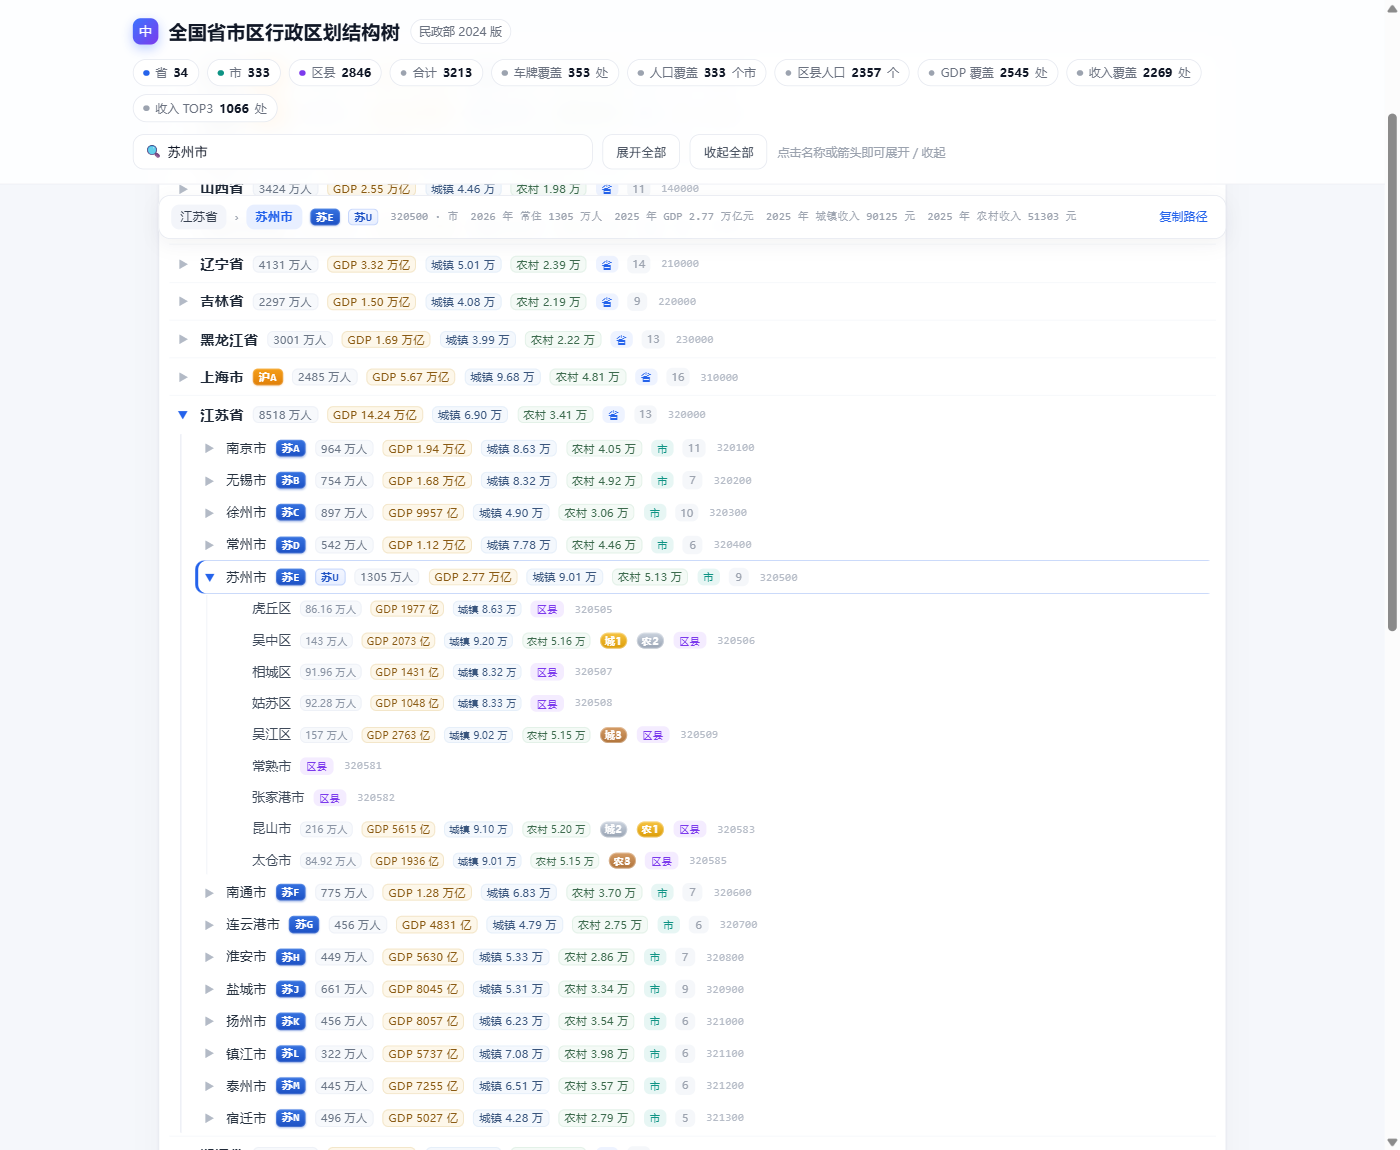 中 全国省市区行政区划结构树 民政部 2024 版
省 34 市 333 区县 2846 合计 3213 车牌覆盖 353 处 人口覆盖 333 个市 区县人口 2357 个 GDP 覆盖 2545 处 收入覆盖 2269 处
收入 TOP3 1066 处
苏州市 展开全部 收起全部 点击名称或箭头即可展开 / 收起
山西省 3424 万人 GDP 2.55 万亿 城镇 4.46 万 农村 1.98 万 省 11 140000
江苏省 › 苏州市 苏E 苏U 320500 · 市 2026 年 常住 1305 万人 2025 年 GDP 2.77 万亿元 2025 年 城镇收入 90125 元 2025 年 农村收入 51303 元 复制路径
辽宁省 4131 万人 GDP 3.32 万亿 城镇 5.01 万 农村 2.39 万 省 14 210000
吉林省 2297 万人 GDP 1.50 万亿 城镇 4.08 万 农村 2.19 万 省 9 220000
黑龙江省 3001 万人 GDP 1.69 万亿 城镇 3.99 万 农村 2.22 万 省 13 230000
上海市 沪A 2485 万人 GDP 5.67 万亿 城镇 9.68 万 农村 4.81 万 省 16 310000
江苏省 8518 万人 GDP 14.24 万亿 城镇 6.90 万 农村 3.41 万 省 13 320000
南京市 苏A 964 万人 GDP 1.94 万亿 城镇 8.63 万 农村 4.05 万 市 11 320100
无锡市 苏B 754 万人 GDP 1.68 万亿 城镇 8.32 万 农村 4.92 万 市 7 320200
徐州市 苏C 897 万人 GDP 9957 亿 城镇 4.90 万 农村 3.06 万 市 10 320300
常州市 苏D 542 万人 GDP 1.12 万亿 城镇 7.78 万 农村 4.46 万 市 6 320400
苏州市 苏E 苏U 1305 万人 GDP 2.77 万亿 城镇 9.01 万 农村 5.13 万 市 9 320500
虎丘区 86.16 万人 GDP 1977 亿 城镇 8.63 万 区县 320505
吴中区 143 万人 GDP 2073 亿 城镇 9.20 万 农村 5.16 万 城1 农2 区县 320506
相城区 91.96 万人 GDP 1431 亿 城镇 8.32 万 区县 320507
姑苏区 92.28 万人 GDP 1048 亿 城镇 8.33 万 区县 320508
吴江区 157 万人 GDP 2763 亿 城镇 9.02 万 农村 5.15 万 城3 区县 320509
常熟市 区县 320581
张家港市 区县 320582
昆山市 216 万人 GDP 5615 亿 城镇 9.10 万 农村 5.20 万 城2 农1 区县 320583
太仓市 84.92 万人 GDP 1936 亿 城镇 9.01 万 农村 5.15 万 农3 区县 320585
南通市 苏F 775 万人 GDP 1.28 万亿 城镇 6.83 万 农村 3.70 万 市 7 320600
连云港市 苏G 456 万人 GDP 4831 亿 城镇 4.79 万 农村 2.75 万 市 6 320700
淮安市 苏H 449 万人 GDP 5630 亿 城镇 5.33 万 农村 2.86 万 市 7 320800
盐城市 苏J 661 万人 GDP 8045 亿 城镇 5.31 万 农村 3.34 万 市 9 320900
扬州市 苏K 456 万人 GDP 8057 亿 城镇 6.23 万 农村 3.54 万 市 6 321000
镇江市 苏L 322 万人 GDP 5737 亿 城镇 7.08 万 农村 3.98 万 市 6 321100
泰州市 苏M 445 万人 GDP 7255 亿 城镇 6.51 万 农村 3.57 万 市 6 321200
宿迁市 苏N 496 万人 GDP 5027 亿 城镇 4.28 万 农村 2.79 万 市 5 321300